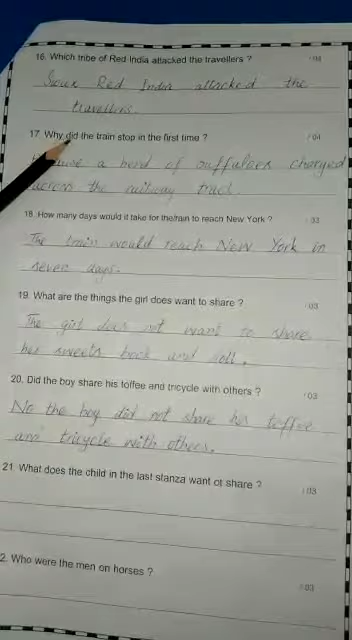 16. Which tribe of Red India attacked the travellers ?
Sioux Red India attacked the
travellers.
17 Why did the train stop in the first time ?
a herd of buffaloes charged
across the railway track.
18. How many days would it take for the train to reach New York ?
The train would reach New York in
seven days.
19. What are the things the girl does want to share ?
The girl does not want to share
her sweets book and doll.
20. Did the boy share his toffee and tricycle with others ?
No the boy did not share his toffee
and tricycle with others.
21 What does the child in the last stanza want ot share ?
2. Who were the men on horses ?